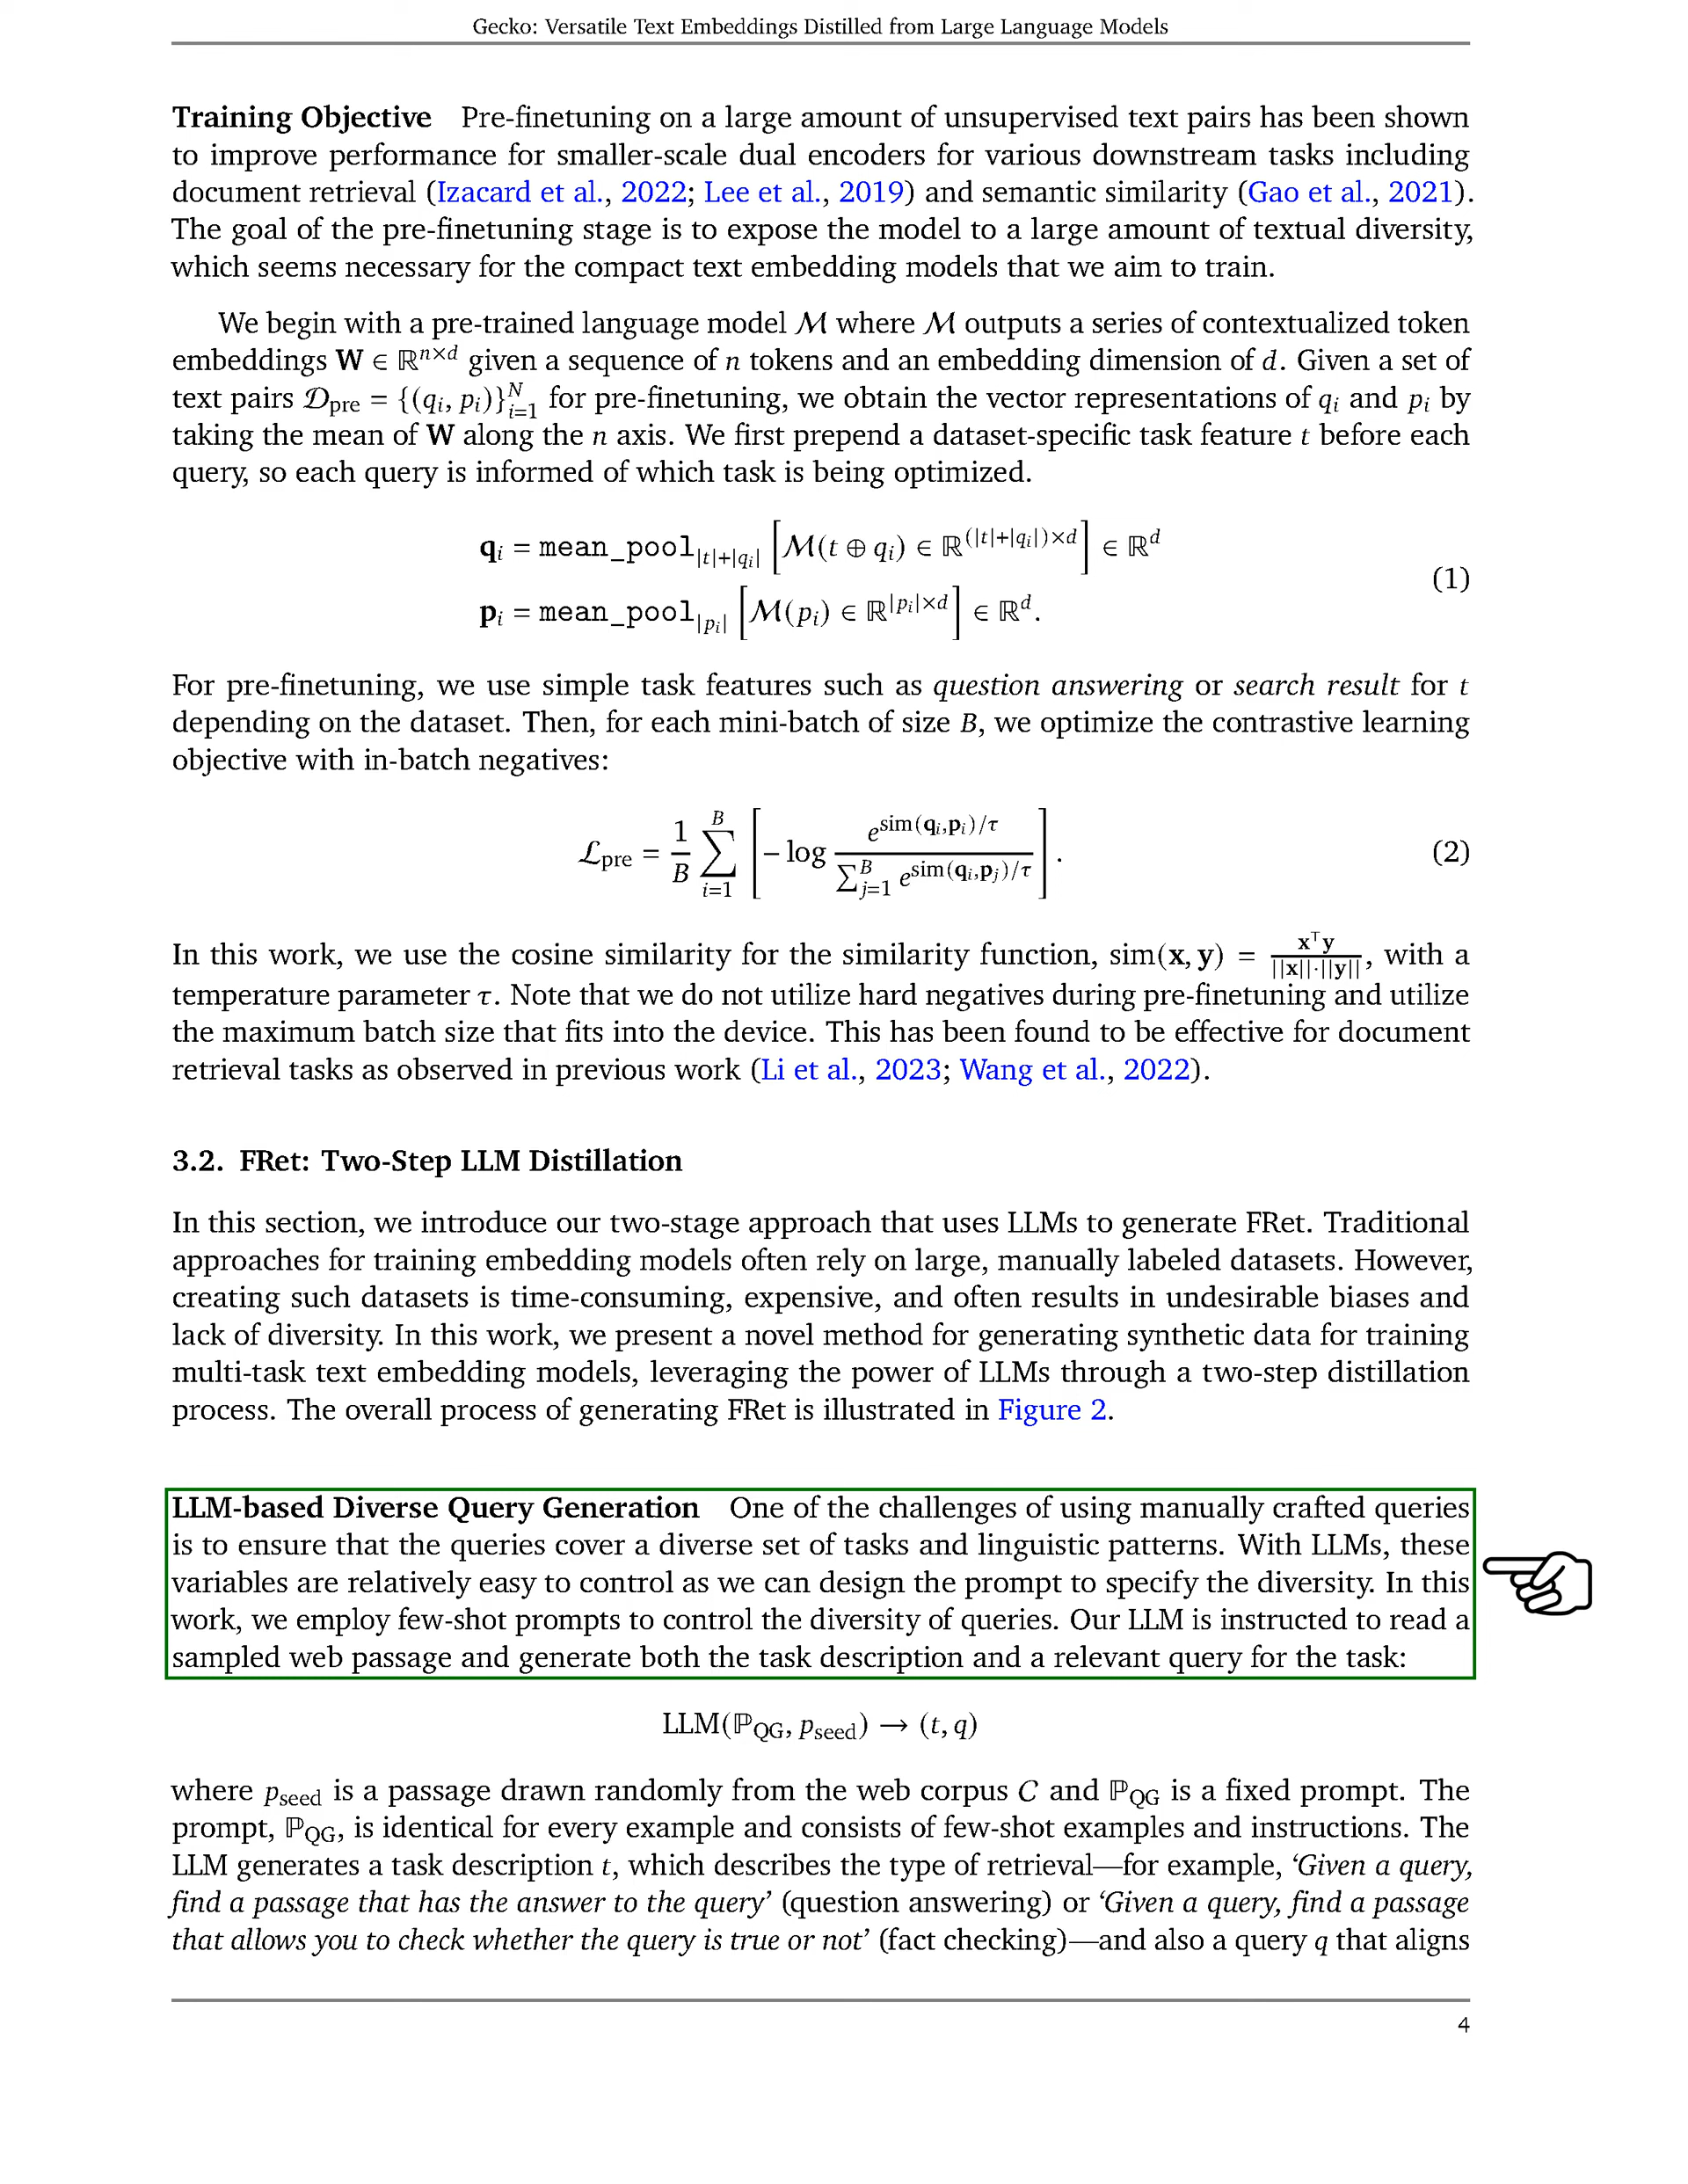 Gecko: Versatile Text Embeddings Distilled from Large Language Models
Training Objective Pre-finetuning on a large amount of unsupervised text pairs has been shown
to improve performance for smaller-scale dual encoders for various downstream tasks including
document retrieval (Izacard et al., 2022; Lee et al., 2019) and semantic similarity (Gao et al., 2021).
The goal of the pre-finetuning stage is to expose the model to a large amount of textual diversity,
which seems necessary for the compact text embedding models that we aim to train.
We begin with a pre-trained language model ℳ where ℳ outputs a series of contextualized token
embeddings W ∈ ℝ^{n×d} given a sequence of n tokens and an embedding dimension of d. Given a set of
text pairs 𝒟_pre = {(q_i, p_i)}_{i=1}^N for pre-finetuning, we obtain the vector representations of q_i and p_i by
taking the mean of W along the n axis. We first prepend a dataset-specific task feature t before each
query, so each query is informed of which task is being optimized.
q_i = mean_pool_{|t|+|q_i|} [ℳ(t ⊕ q_i) ∈ ℝ^{(|t|+|q_i|)×d}] ∈ ℝ^d
(1)
p_i = mean_pool_{|p_i|} [ℳ(p_i) ∈ ℝ^{|p_i|×d}] ∈ ℝ^d.
For pre-finetuning, we use simple task features such as question answering or search result for t
depending on the dataset. Then, for each mini-batch of size B, we optimize the contrastive learning
objective with in-batch negatives:
ℒ_pre = \frac{1}{B} ∑_{i=1}^{B} [− log \frac{e^{sim(q_i,p_i)/τ}}{∑_{j=1}^{B} e^{sim(q_i,p_j)/τ}}]. (2)
In this work, we use the cosine similarity for the similarity function, sim(x, y) = \frac{x^⊤y}{||x||·||y||}, with a
temperature parameter τ. Note that we do not utilize hard negatives during pre-finetuning and utilize
the maximum batch size that fits into the device. This has been found to be effective for document
retrieval tasks as observed in previous work (Li et al., 2023; Wang et al., 2022).
3.2. FRet: Two-Step LLM Distillation
In this section, we introduce our two-stage approach that uses LLMs to generate FRet. Traditional
approaches for training embedding models often rely on large, manually labeled datasets. However,
creating such datasets is time-consuming, expensive, and often results in undesirable biases and
lack of diversity. In this work, we present a novel method for generating synthetic data for training
multi-task text embedding models, leveraging the power of LLMs through a two-step distillation
process. The overall process of generating FRet is illustrated in Figure 2.
LLM-based Diverse Query Generation One of the challenges of using manually crafted queries
is to ensure that the queries cover a diverse set of tasks and linguistic patterns. With LLMs, these
variables are relatively easy to control as we can design the prompt to specify the diversity. In this
work, we employ few-shot prompts to control the diversity of queries. Our LLM is instructed to read a
sampled web passage and generate both the task description and a relevant query for the task:
LLM(ℙ_QG, p_seed) → (t, q)
where p_seed is a passage drawn randomly from the web corpus C and ℙ_QG is a fixed prompt. The
prompt, ℙ_QG, is identical for every example and consists of few-shot examples and instructions. The
LLM generates a task description t, which describes the type of retrieval—for example, ‘Given a query,
find a passage that has the answer to the query’ (question answering) or ‘Given a query, find a passage
that allows you to check whether the query is true or not’ (fact checking)—and also a query q that aligns
4